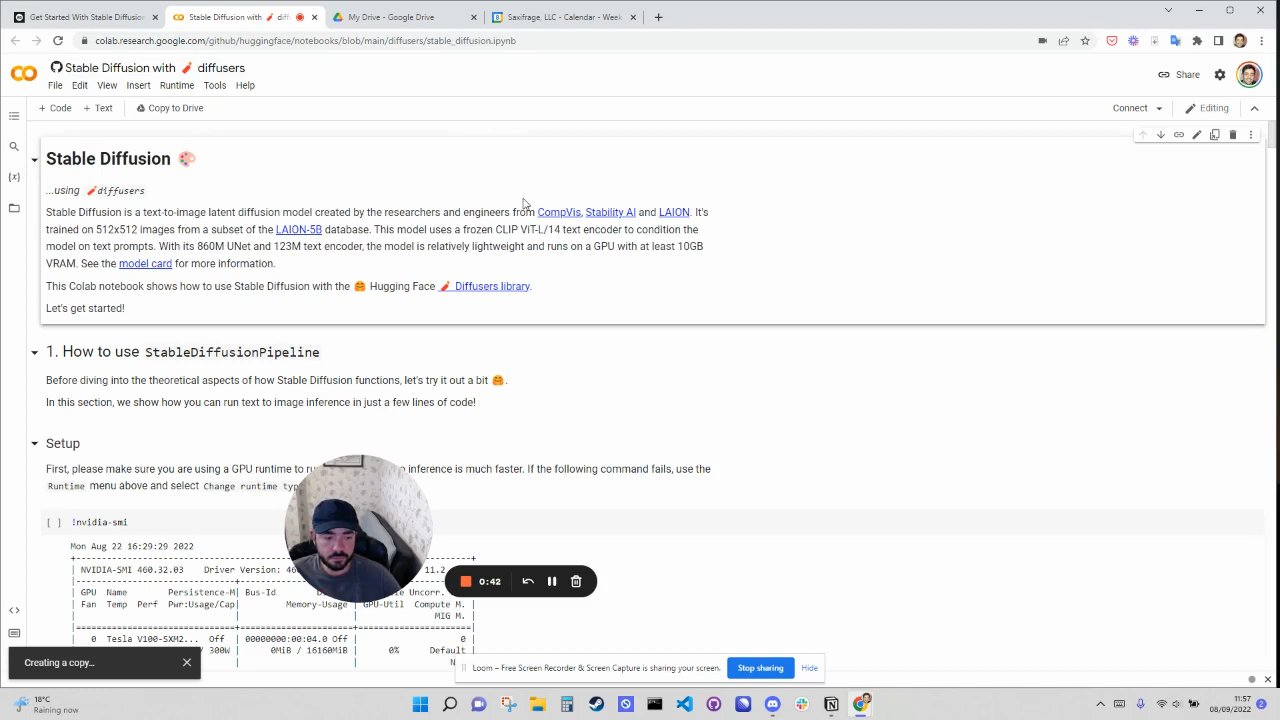 Get Started With Stable Diffusion
Stable Diffusion with 🧨 diff
My Drive - Google Drive
Saxifrage, LLC - Calendar - Week
colab.research.google.com/github/huggingface/notebooks/blob/main/diffusers/stable_diffusion.ipynb
Stable Diffusion with 🧨 diffusers
Share
File Edit View Insert Runtime Tools Help
+ Code + Text Copy to Drive
Connect Editing
Stable Diffusion 🎨
...using 🧨diffusers
Stable Diffusion is a text-to-image latent diffusion model created by the researchers and engineers from CompVis, Stability AI and LAION. It's
trained on 512x512 images from a subset of the LAION-5B database. This model uses a frozen CLIP ViT-L/14 text encoder to condition the
model on text prompts. With its 860M UNet and 123M text encoder, the model is relatively lightweight and runs on a GPU with at least 10GB
VRAM. See the model card for more information.
This Colab notebook shows how to use Stable Diffusion with the 🤗 Hugging Face 🧨 Diffusers library.
Let's get started!
1. How to use StableDiffusionPipeline
Before diving into the theoretical aspects of how Stable Diffusion functions, let's try it out a bit 🤗.
In this section, we show how you can run text to image inference in just a few lines of code!
Setup
First, please make sure you are using a GPU runtime to ru inference is much faster. If the following command fails, use the
Runtime menu above and select Change runtime typ
[ ] !nvidia-smi
Mon Aug 22 16:29:29 2022
NVIDIA-SMI 460.32.03 Driver Version: 46 11.2
GPU Name Persistence-M Bus-Id Uncorr.
Fan Temp Perf Pwr:Usage/Cap Memory-Usage GPU-Util Compute M.
MIG M.
0 Tesla V100-SXM2... Off 00000000:00:04.0 Off 0
/ 300W 0MiB / 16160MiB 0% Default
N
0:42
Creating a copy...
Loom – Free Screen Recorder & Screen Capture is sharing your screen.
Stop sharing
Hide
18°C
Raining now
11:57
08/09/2022
2